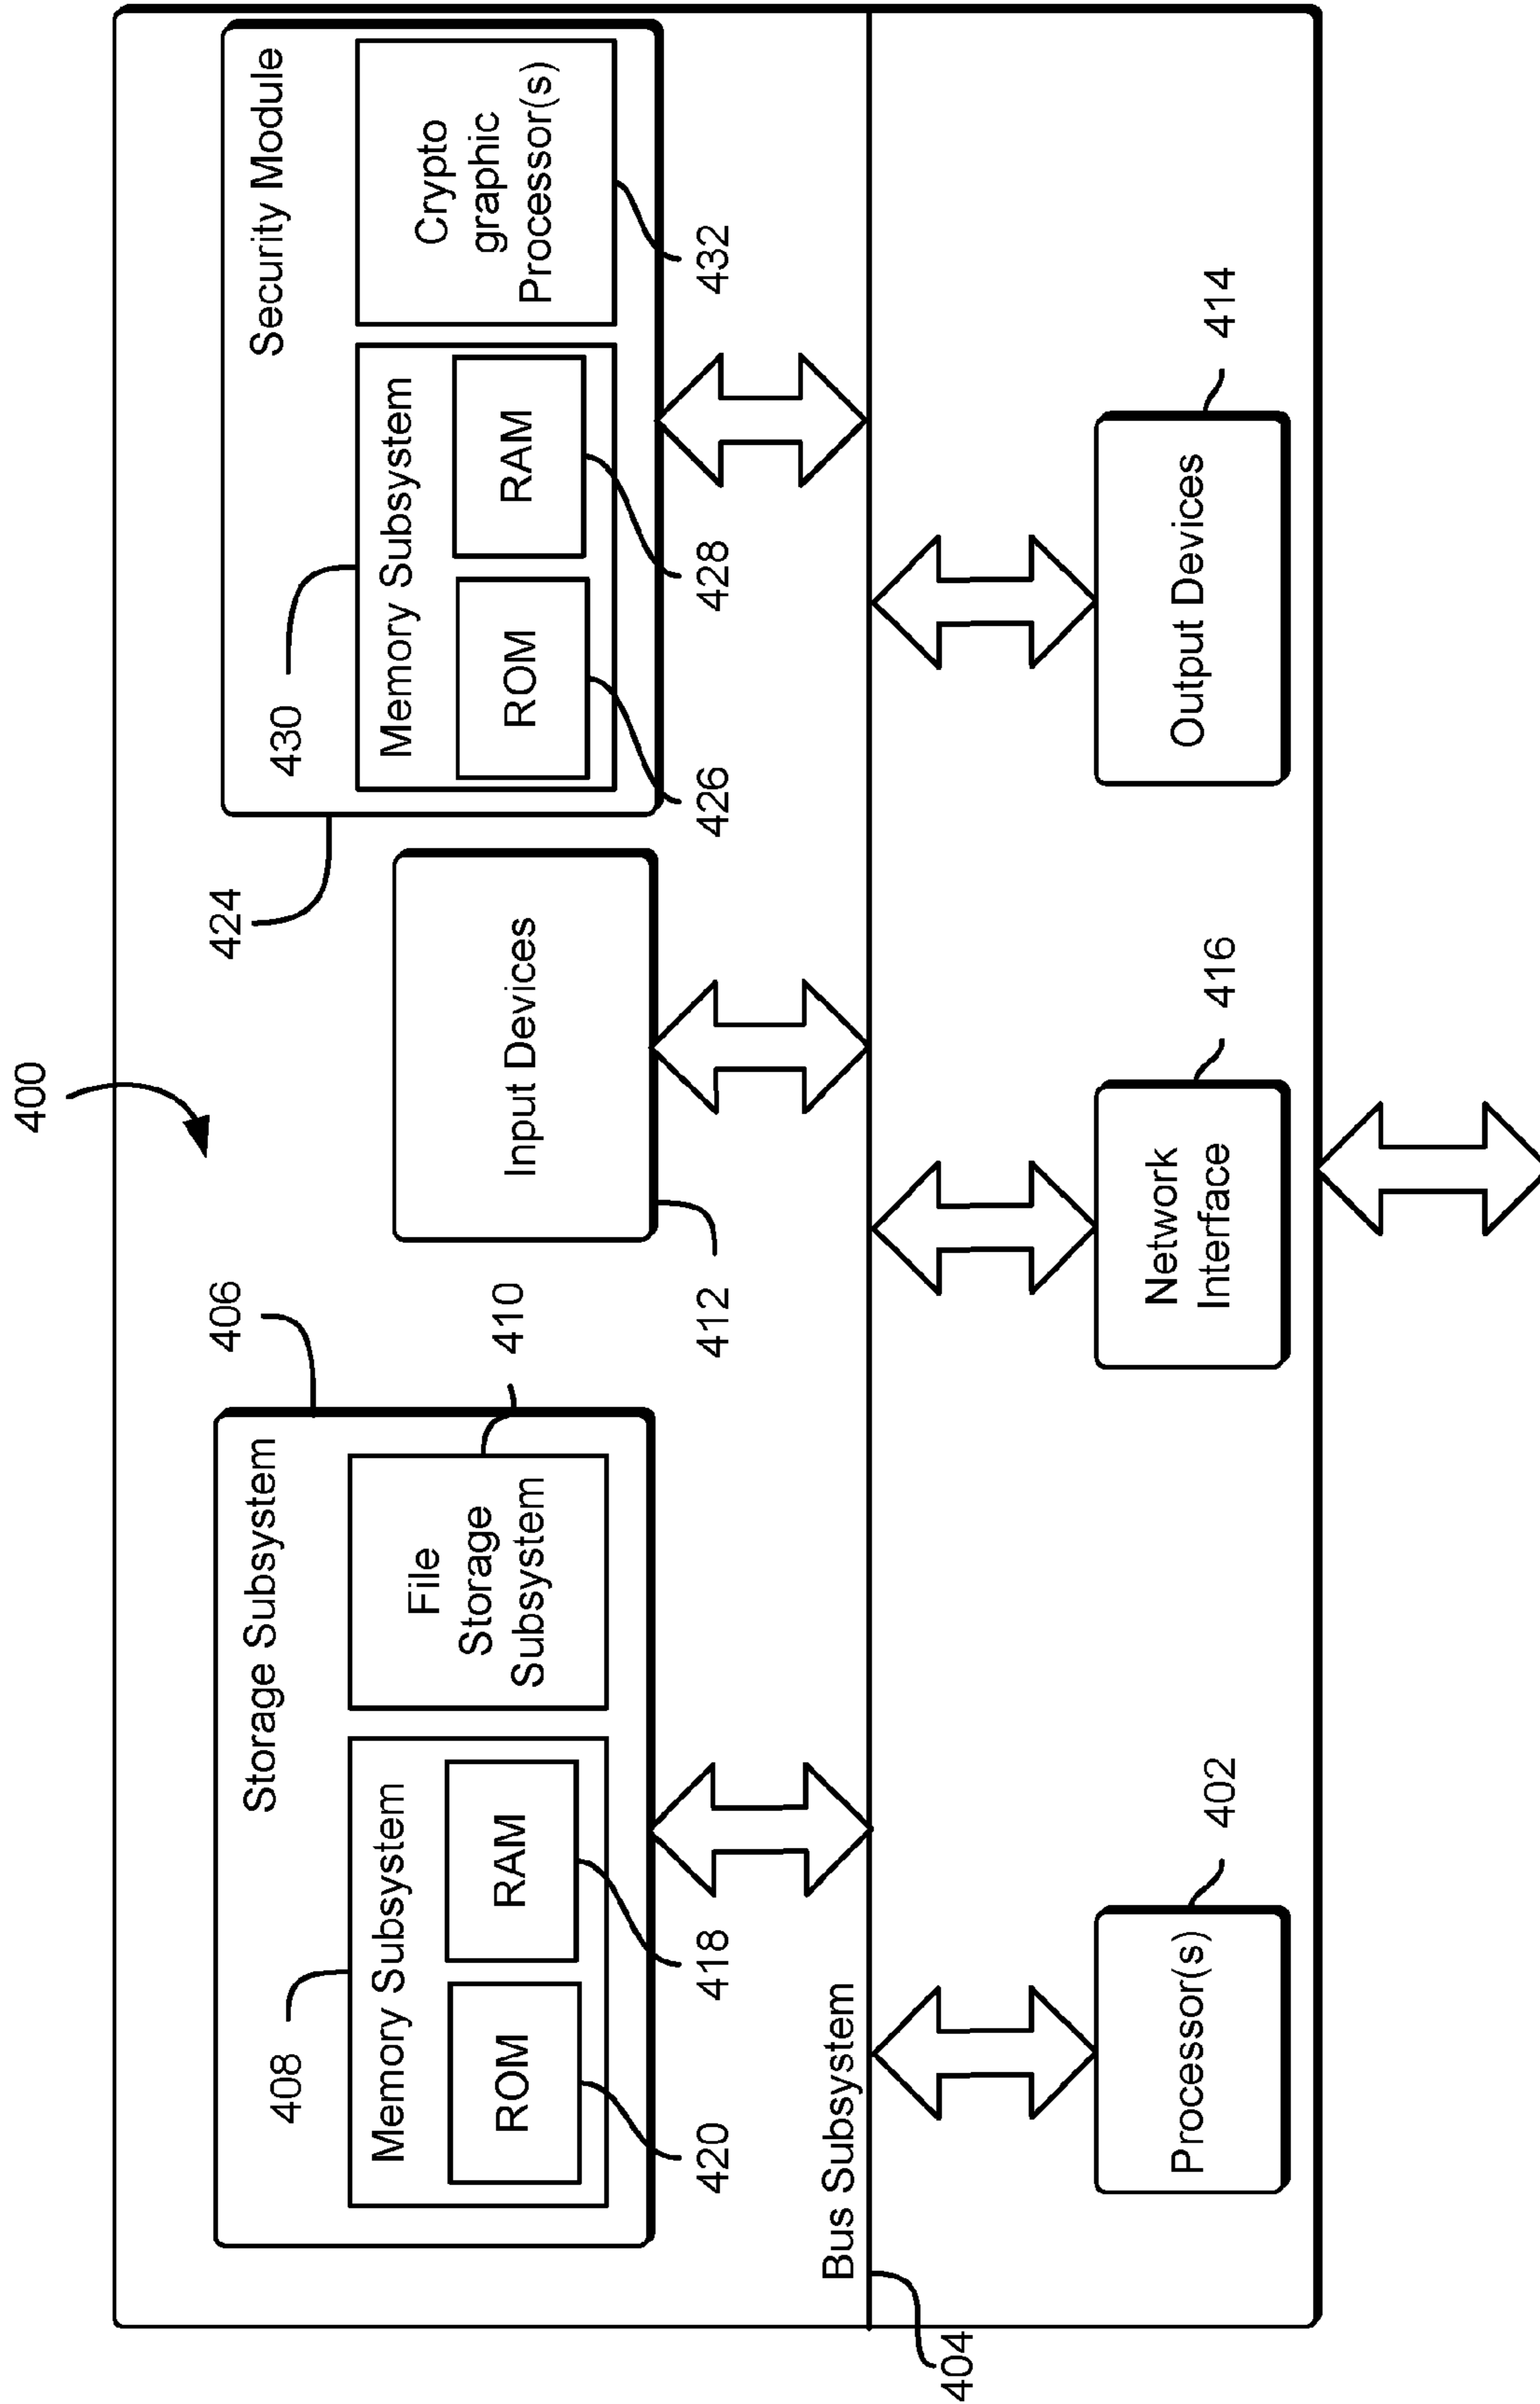 400
406
424
Storage Subsystem
Security Module
408
410
430
Memory Subsystem
File
Storage
Subsystem
Input Devices
Memory Subsystem
Crypto
graphic
Processor(s)
ROM
RAM
ROM
RAM
420
418
412
426
428
432
Bus Subsystem
404
402
416
414
Processor(s)
Network
Interface
Output Devices